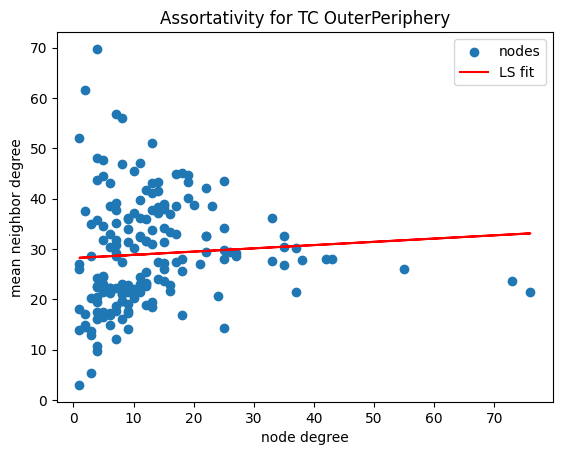 Assortativity for TC OuterPeriphery
nodes
LS fit
mean neighbor degree
70
60
50
40
30
20
10
0
0 10 20 30 40 50 60 70
node degree